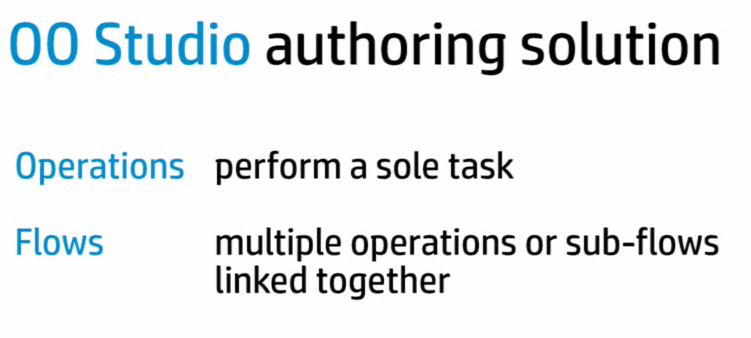 OO Studio authoring solution
Operations perform a sole task
Flows multiple operations or sub-flows
linked together